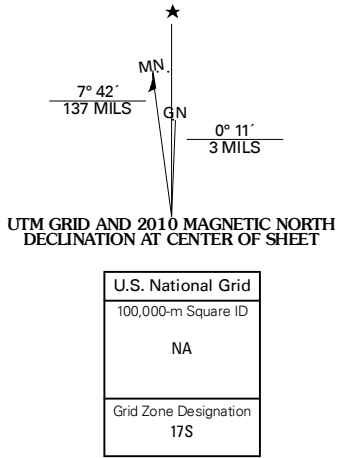 ★
MN
7° 42´
137 MILS
GN
0° 11´
3 MILS
UTM GRID AND 2010 MAGNETIC NORTH
DECLINATION AT CENTER OF SHEET
U.S. National Grid
100,000-m Square ID
NA
Grid Zone Designation
17S